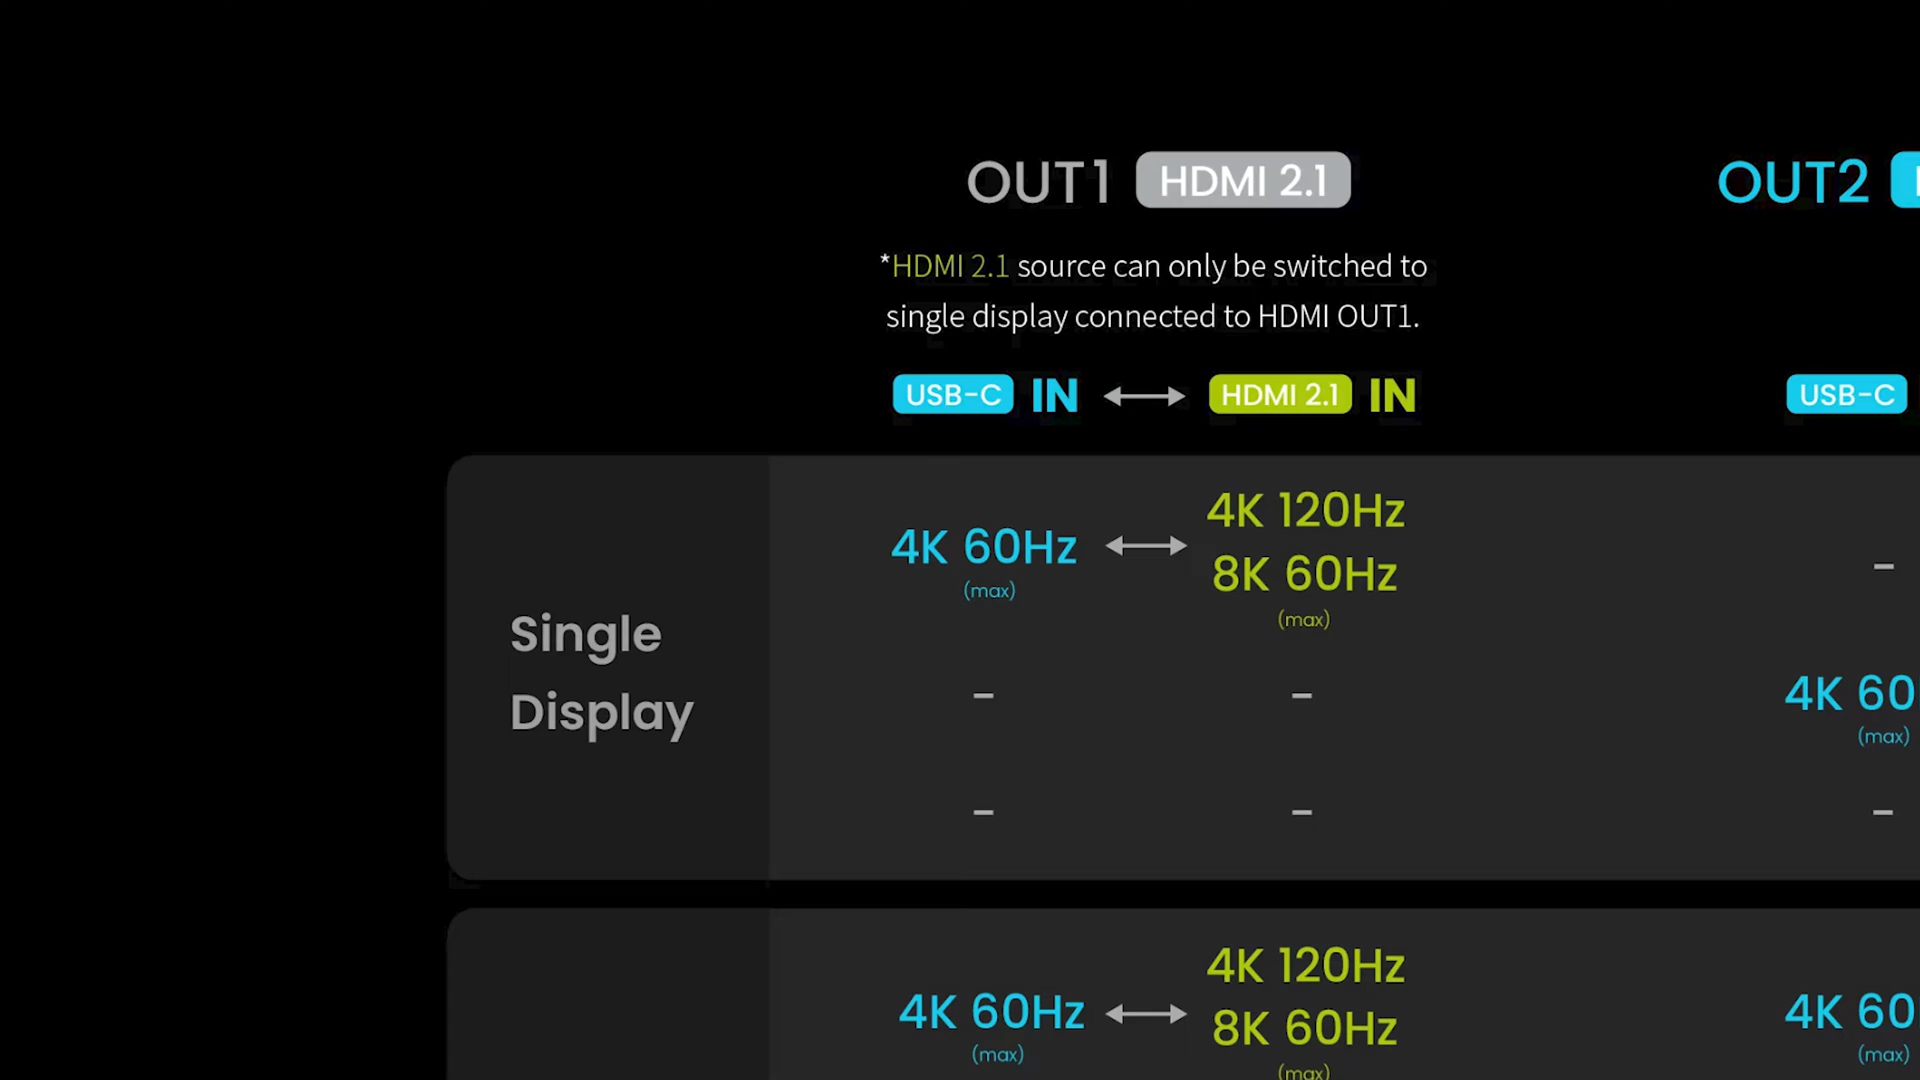 OUT1 HDMI 2.1 OUT2
*HDMI 2.1 source can only be switched to
single display connected to HDMI OUT1.
USB-C IN HDMI 2.1 IN USB-C
4K 120Hz
4K 60Hz 8K 60Hz -
(max) (max)
Single
Display
- - 4K 60
(max)
- - -
4K 120Hz
4K 60Hz 8K 60Hz 4K 60
(max) (max) (max)